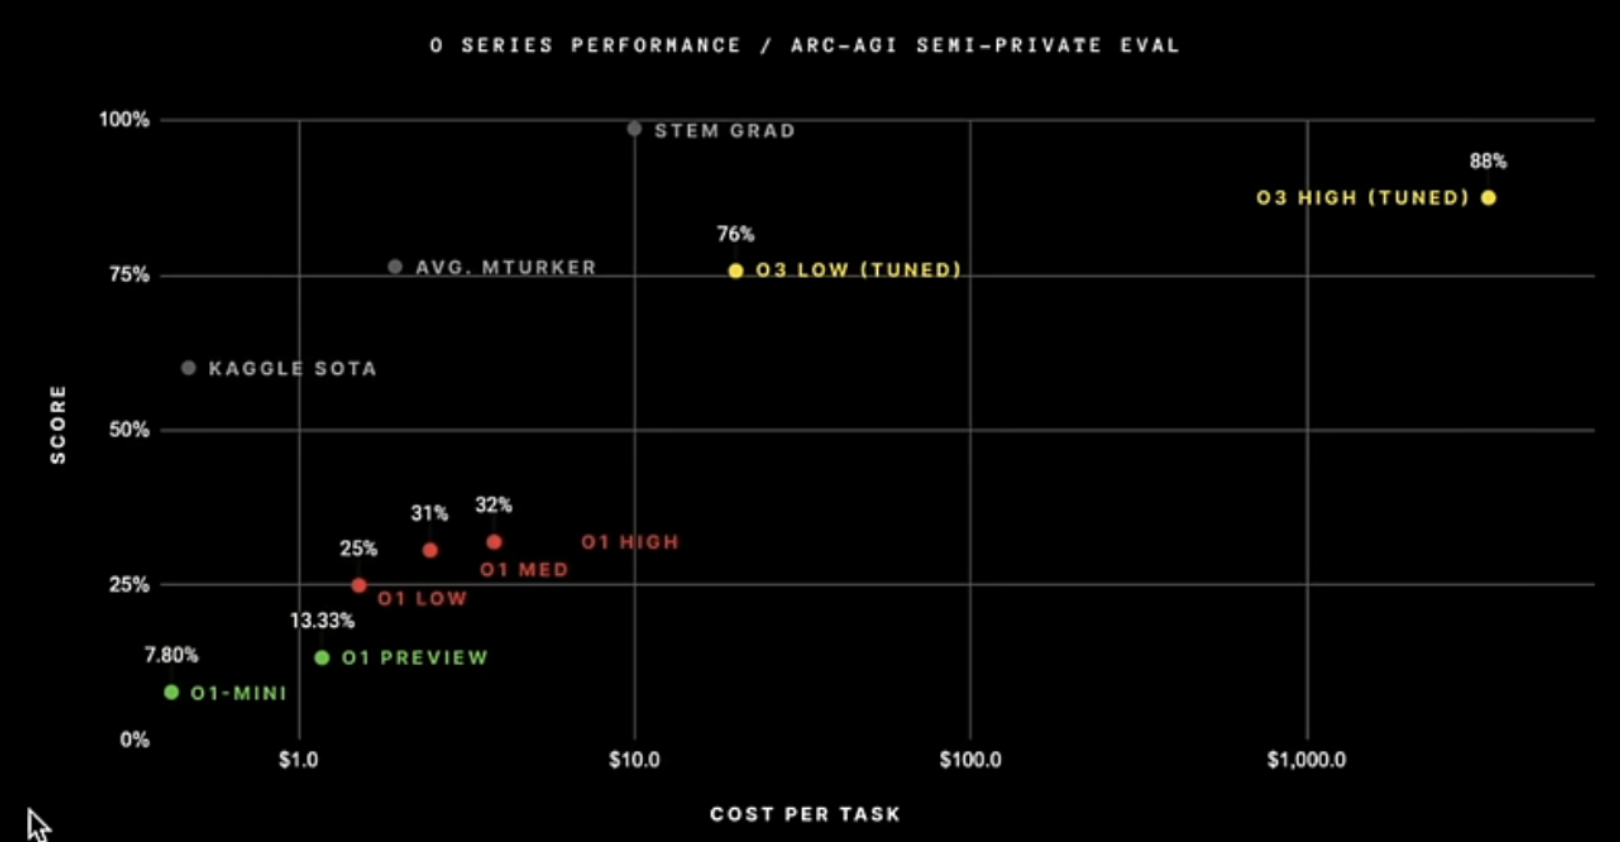 O SERIES PERFORMANCE / ARC-AGI SEMI-PRIVATE EVAL
100%
STEM GRAD
88%
O3 HIGH (TUNED)
76%
AVG. MTURKER
O3 LOW (TUNED)
75%
KAGGLE SOTA
SCORE
50%
32%
31%
O1 HIGH
25%
O1 MED
25%
O1 LOW
13.33%
7.80%
O1 PREVIEW
O1-MINI
0%
$1.0
$10.0
$100.0
$1,000.0
COST PER TASK